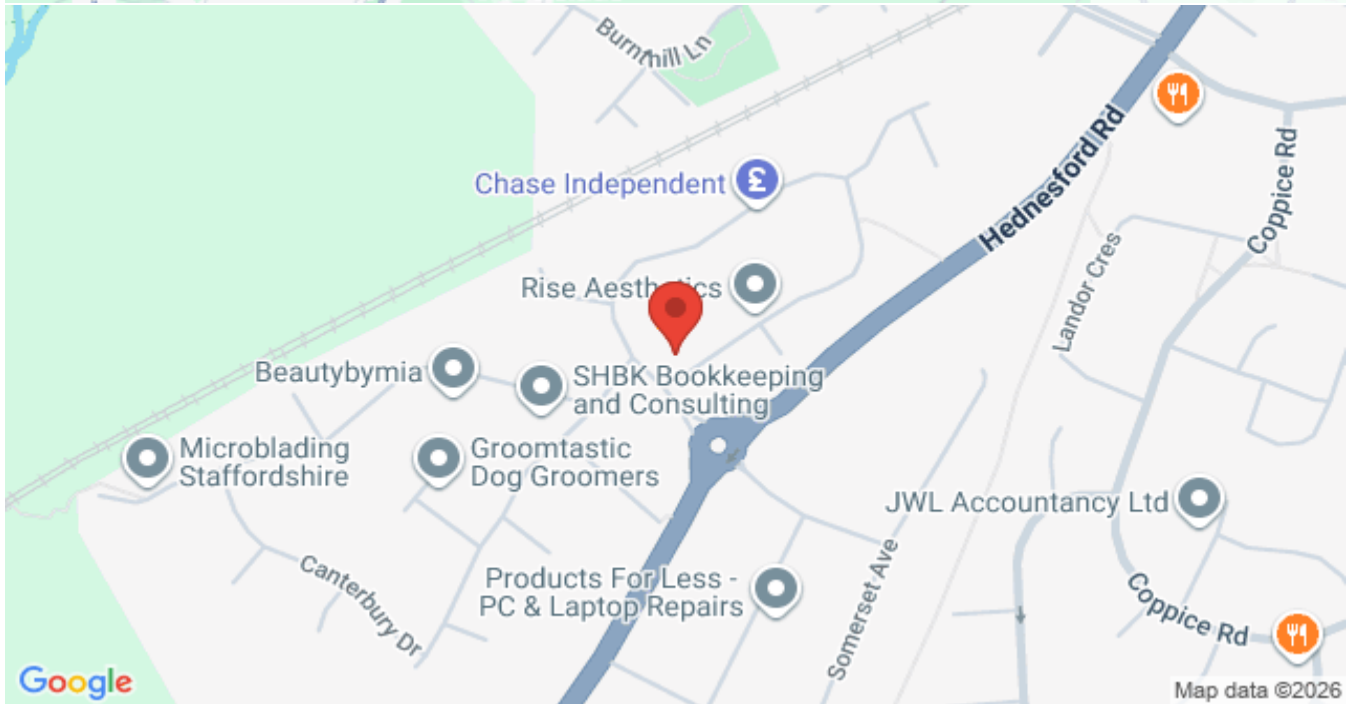 Burnthill Ln
Hednesford Rd
Coppice Rd
Chase Independent
Landor Cres
Rise Aesthetics
Beautybymia
SHBK Bookkeeping
and Consulting
Microblading
Staffordshire
Groomtastic
Dog Groomers
JWL Accountancy Ltd
Canterbury Dr
Products For Less -
PC & Laptop Repairs
Somerset Ave
Coppice Rd
Google
Map data ©2026